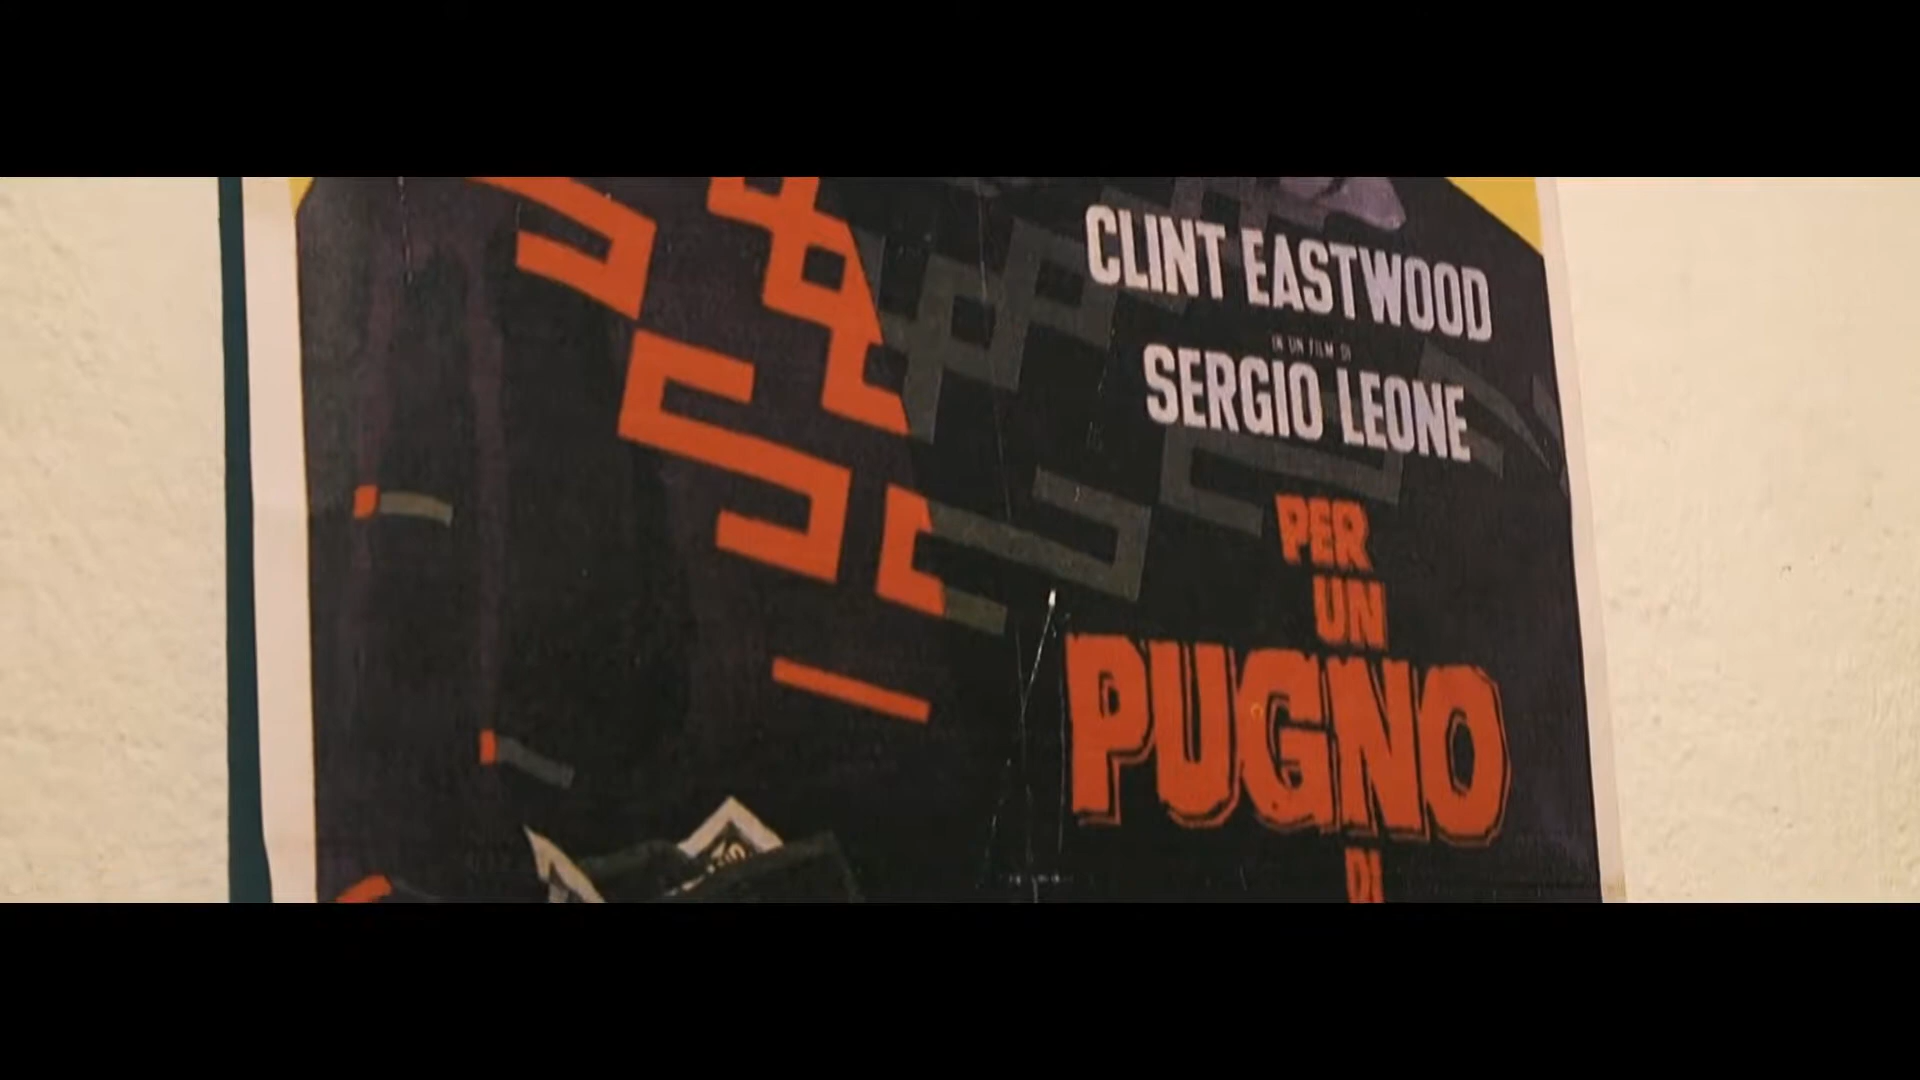 CLINT EASTWOOD
IN UN FILM DI
SERGIO LEONE
PER
UN
PUGNO
DI